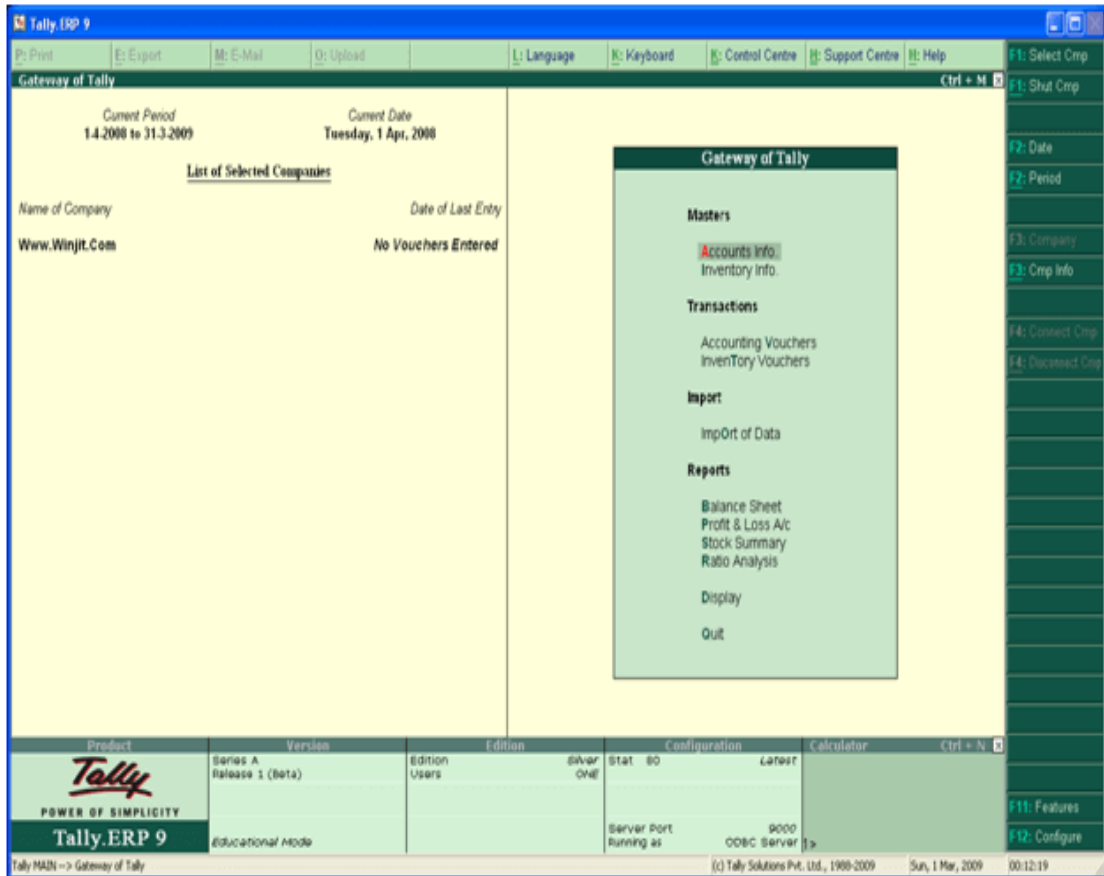 Tally.ERP 9
P: Print E: Export M: E-Mail O: Upload L: Language K: Keyboard K: Control Centre H: Support Centre H: Help
F1: Select Cmp
Gateway of Tally Ctrl + M
F1: Shut Cmp
Current Period Current Date
1-4-2008 to 31-3-2009 Tuesday, 1 Apr, 2008
List of Selected Companies
Name of Company Date of Last Entry
Www.Winjit.Com No Vouchers Entered
Gateway of Tally
Masters
Accounts Info.
Inventory Info.
Transactions
Accounting Vouchers
InvenTory Vouchers
Import
ImpOrt of Data
Reports
Balance Sheet
Profit & Loss A/c
Stock Summary
Ratio Analysis
Display
Quit
F2: Date
F2: Period
F3: Company
F3: Cmp Info
F4: Connect Cmp
F4: Disconnect Cmp
F11: Features
F12: Configure
Product Version Edition Configuration Calculator Ctrl + N
Tally
POWER OF SIMPLICITY
Tally.ERP 9
Series A
Release 1 (Beta)
Educational Mode
Edition Silver
Users ONE
Stat 80 Latest
Server Port 9000
Running as ODBC Server
1>
Tally MAIN --> Gateway of Tally (c) Tally Solutions Pvt. Ltd., 1988-2009 Sun, 1 Mar, 2009 00:12:19